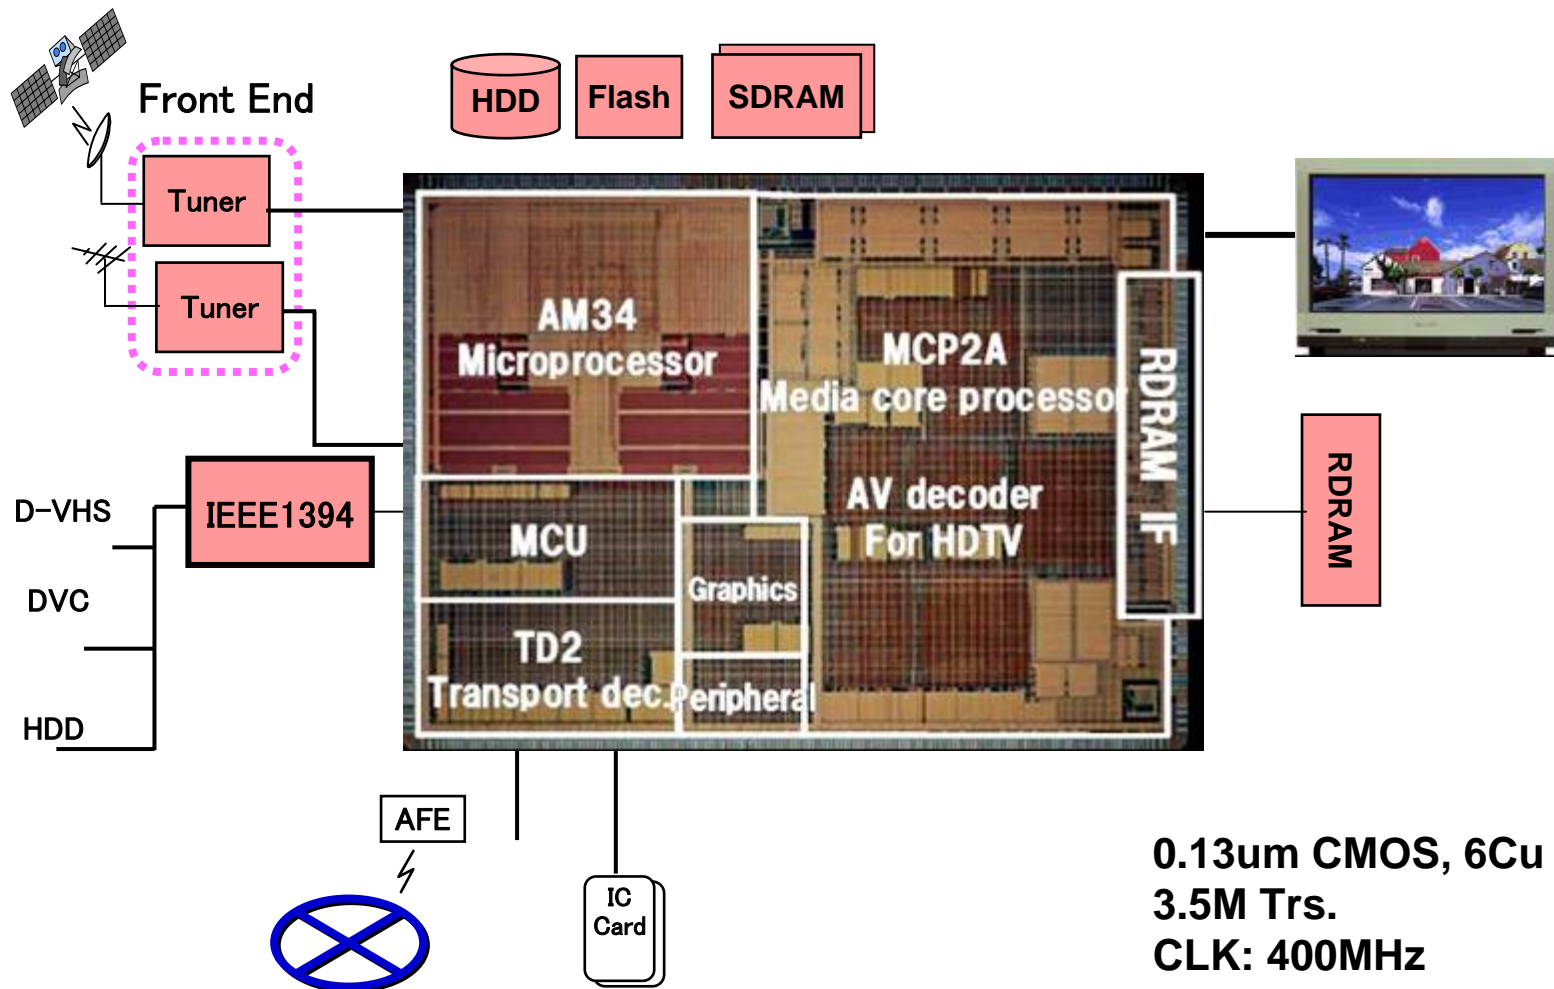 Front End
HDD
Flash
SDRAM
Tuner
Tuner
AM34
Microprocessor
MCP2A
Media core processor
RDRAM IF
AV decoder
For HDTV
MCU
Graphics
TD2
Transport dec.
Peripheral
IEEE1394
D-VHS
DVC
HDD
RDRAM
AFE
IC
Card
0.13um CMOS, 6Cu
3.5M Trs.
CLK: 400MHz